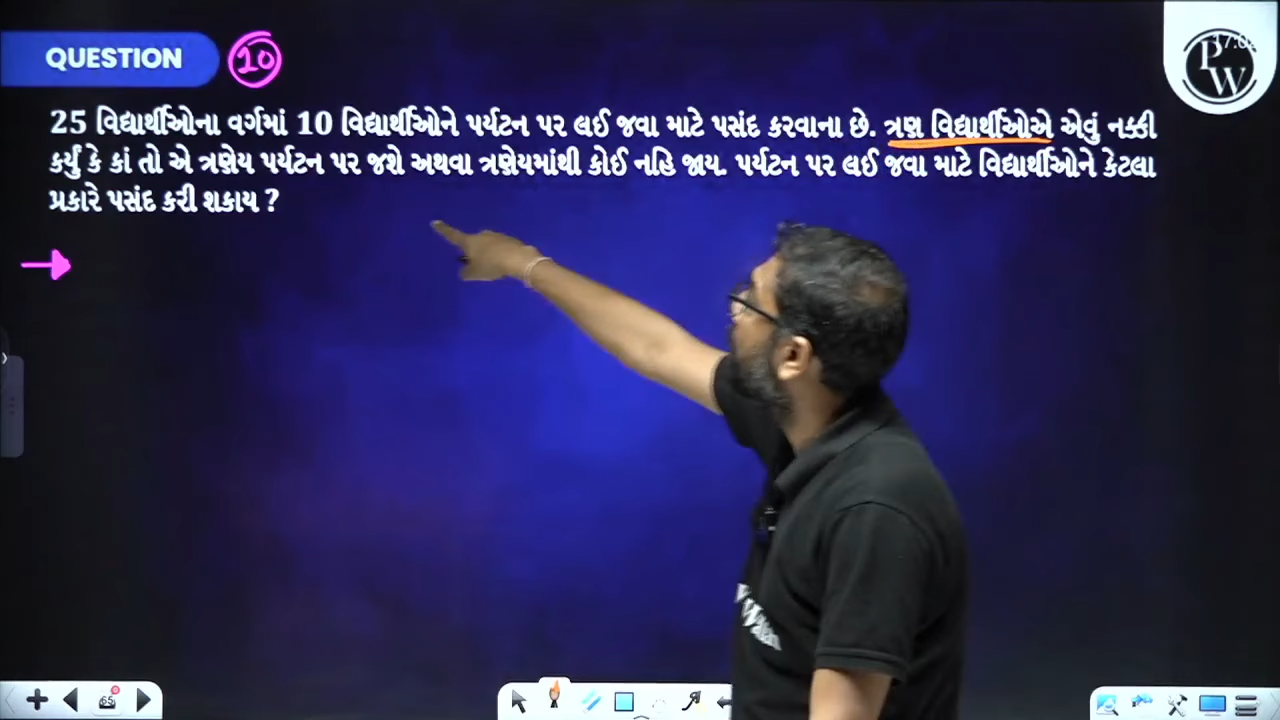 QUESTION 10
25 વિદ્યાર્થીઓના વર્ગમાં 10 વિદ્યાર્થીઓને પર્યટન પર લઈ જવા માટે પસંદ કરવાના છે. ત્રણ વિદ્યાર્થીઓએ એવું નક્કી
કર્યું કે કાં તો એ ત્રણેય પર્યટન પર જશે અથવા ત્રણેયમાંથી કોઈ નહિ જાય. પર્યટન પર લઈ જવા માટે વિદ્યાર્થીઓને કેટલા
પ્રકારે પસંદ કરી શકાય ?
P
W
65